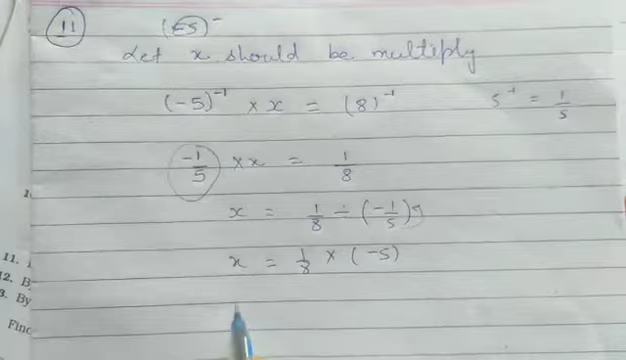 11 (-5)⁻
Let x should be multiply
(-5)⁻¹ × x = (8)⁻¹ 5⁻¹ = 1/5
-1/5 × x = 1/8
x = 1/8 ÷ (-1/5)
x = 1/8 × (-5)
11.
12. B
3. By
Find